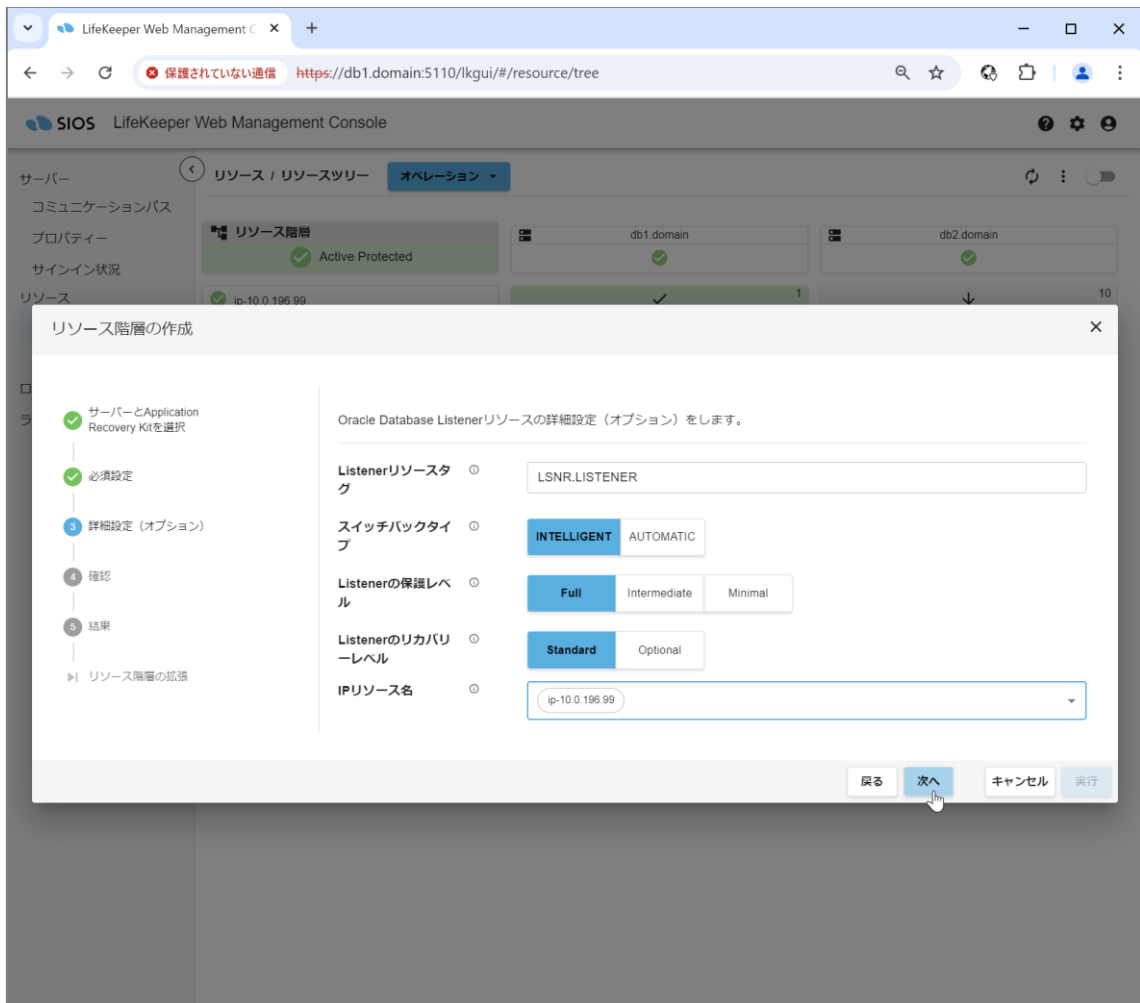 LifeKeeper Web Management C
保護されていない通信 https://db1.domain:5110/lkgui/#/resource/tree
SIOS LifeKeeper Web Management Console
サーバー
コミュニケーションパス
プロパティー
サインイン状況
リソース
リソース / リソースツリー オペレーション
リソース階層 db1.domain db2.domain
Active Protected
ip-10.0.196.99 1 10
リソース階層の作成
サーバーとApplication
Recovery Kitを選択
必須設定
3 詳細設定（オプション）
4 確認
5 結果
リソース階層の拡張
Oracle Database Listenerリソースの詳細設定（オプション）をします。
Listenerリソースタ
グ
LSNR.LISTENER
スイッチバックタイ
プ
INTELLIGENT AUTOMATIC
Listenerの保護レベ
ル
Full Intermediate Minimal
Listenerのリカバリ
ーレベル
Standard Optional
IPリソース名
ip-10.0.196.99
戻る 次へ キャンセル 実行